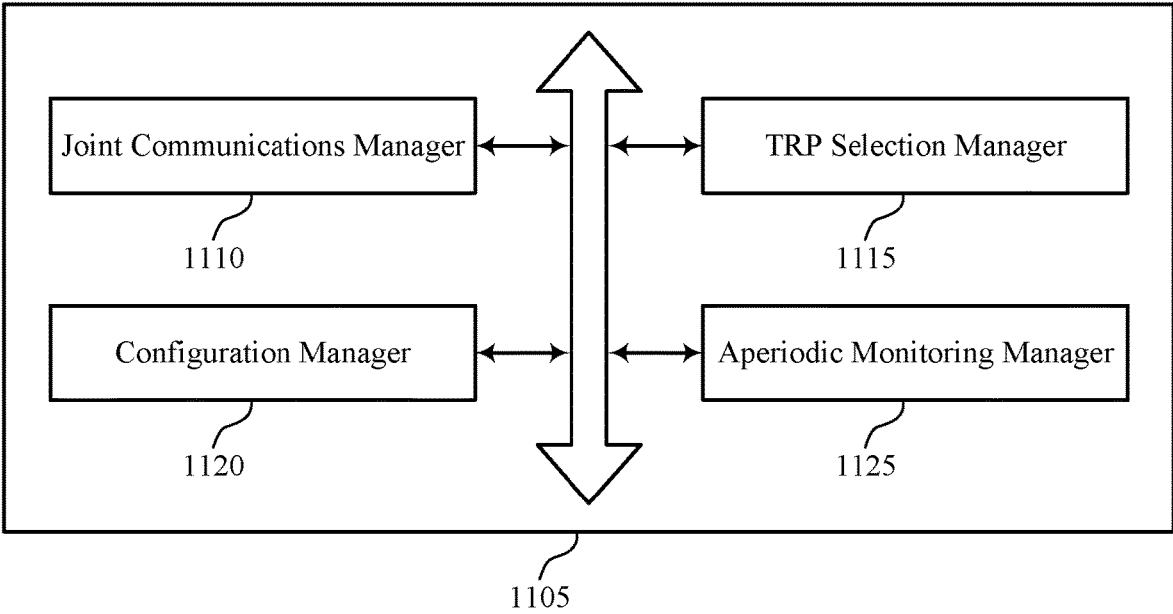 Joint Communications Manager
TRP Selection Manager
1110
1115
Configuration Manager
Aperiodic Monitoring Manager
1120
1125
1105